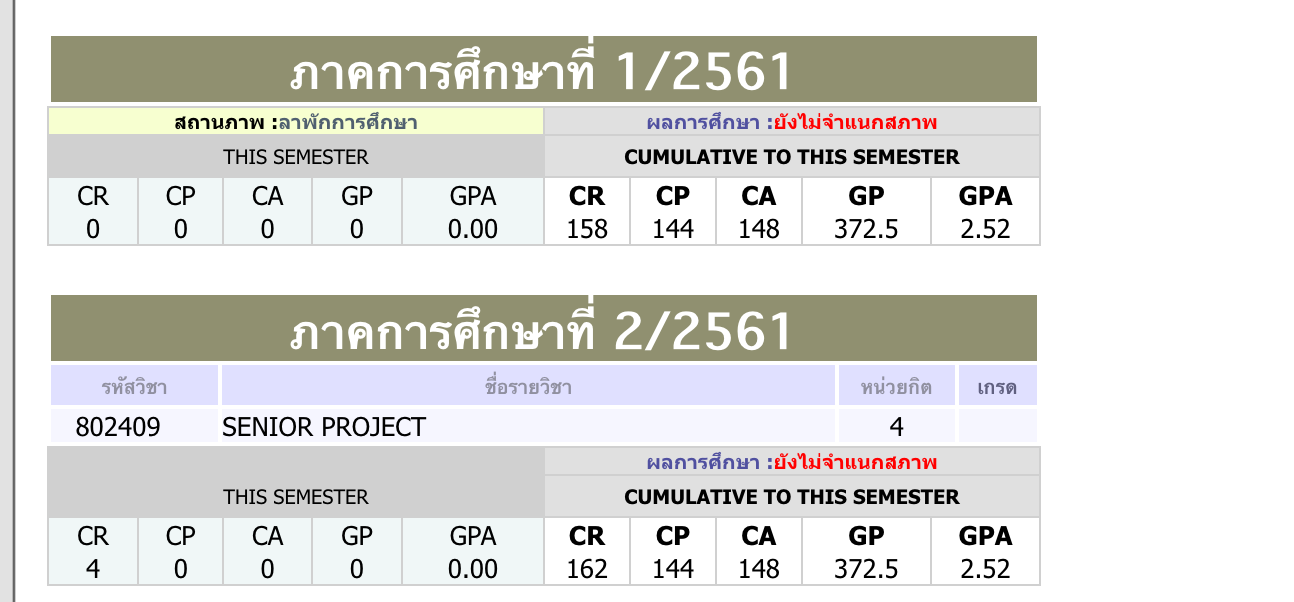 ภาคการศึกษาที่ 1/2561
สถานภาพ :ลาพักการศึกษา ผลการศึกษา :ยังไม่จำแนกสภาพ
THIS SEMESTER CUMULATIVE TO THIS SEMESTER
CR CP CA GP GPA CR CP CA GP GPA
0 0 0 0 0.00 158 144 148 372.5 2.52
ภาคการศึกษาที่ 2/2561
รหัสวิชา ชื่อรายวิชา หน่วยกิต เกรด
802409 SENIOR PROJECT 4
ผลการศึกษา :ยังไม่จำแนกสภาพ
THIS SEMESTER CUMULATIVE TO THIS SEMESTER
CR CP CA GP GPA CR CP CA GP GPA
4 0 0 0 0.00 162 144 148 372.5 2.52